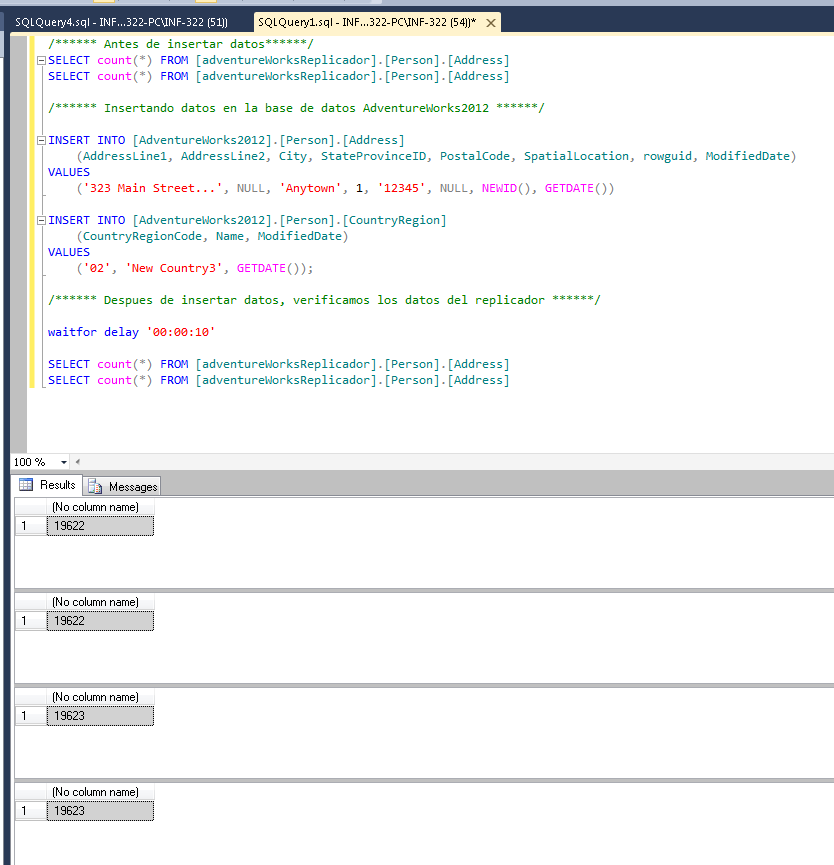 SQLQuery4.sql - INF...322-PC\INF-322 (51))
SQLQuery1.sql - INF...322-PC\INF-322 (54))*
/****** Antes de insertar datos******/
SELECT count(*) FROM [adventureWorksReplicador].[Person].[Address]
SELECT count(*) FROM [adventureWorksReplicador].[Person].[Address]
/****** Insertando datos en la base de datos AdventureWorks2012 ******/
INSERT INTO [AdventureWorks2012].[Person].[Address]
(AddressLine1, AddressLine2, City, StateProvinceID, PostalCode, SpatialLocation, rowguid, ModifiedDate)
VALUES
('323 Main Street...', NULL, 'Anytown', 1, '12345', NULL, NEWID(), GETDATE())
INSERT INTO [AdventureWorks2012].[Person].[CountryRegion]
(CountryRegionCode, Name, ModifiedDate)
VALUES
('02', 'New Country3', GETDATE());
/****** Despues de insertar datos, verificamos los datos del replicador ******/
waitfor delay '00:00:10'
SELECT count(*) FROM [adventureWorksReplicador].[Person].[Address]
SELECT count(*) FROM [adventureWorksReplicador].[Person].[Address]
100 %
Results
Messages
(No column name)
1 19622
(No column name)
1 19622
(No column name)
1 19623
(No column name)
1 19623